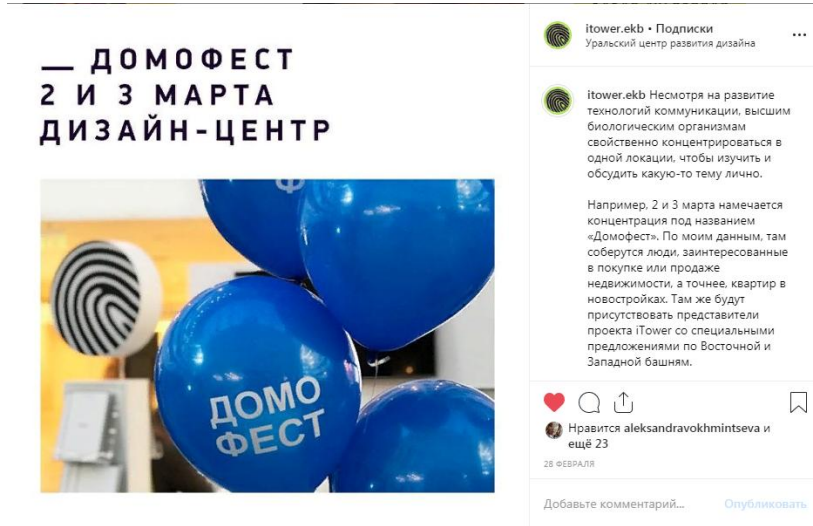 __ ДОМОФЕСТ
2 И 3 МАРТА
ДИЗАЙН-ЦЕНТР
ДОМО
ФЕСТ
itower.ekb • Подписки
Уральский центр развития дизайна
itower.ekb Несмотря на развитие
технологий коммуникации, высшим
биологическим организмам
свойственно концентрироваться в
одной локации, чтобы изучить и
обсудить какую-то тему лично.
Например, 2 и 3 марта намечается
концентрация под названием
«Домофест». По моим данным, там
соберутся люди, заинтересованные
в покупке или продаже
недвижимости, а точнее, квартир в
новостройках. Там же будут
присутствовать представители
проекта iTower со специальными
предложениями по Восточной и
Западной башням.
Нравится aleksandravokhmintseva и
ещё 23
28 ФЕВРАЛЯ
Добавьте комментарий... Опубликовать